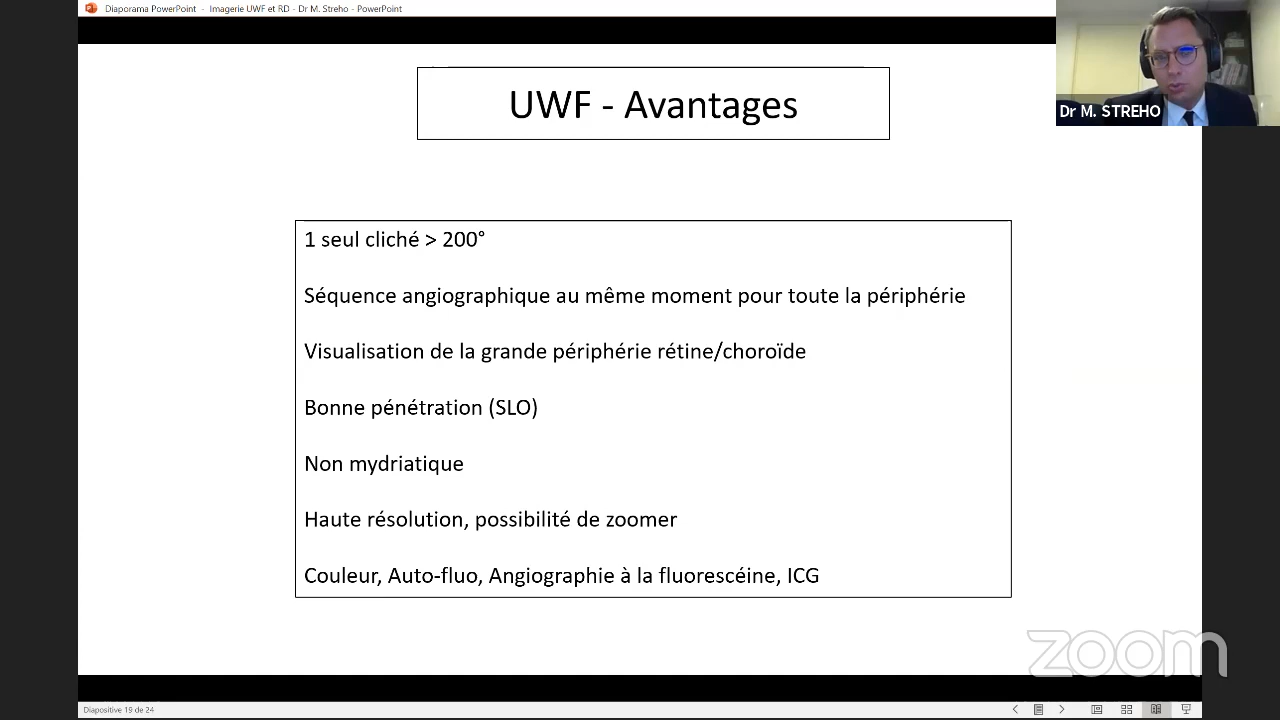 Diaporama PowerPoint - Imagerie UWF et RD - Dr M. Streho - PowerPoint
Dr M. STREHO
UWF - Avantages
1 seul cliché > 200°
Séquence angiographique au même moment pour toute la périphérie
Visualisation de la grande périphérie rétine/choroïde
Bonne pénétration (SLO)
Non mydriatique
Haute résolution, possibilité de zoomer
Couleur, Auto-fluo, Angiographie à la fluorescéine, ICG
zoom
Diapositive 19 de 24